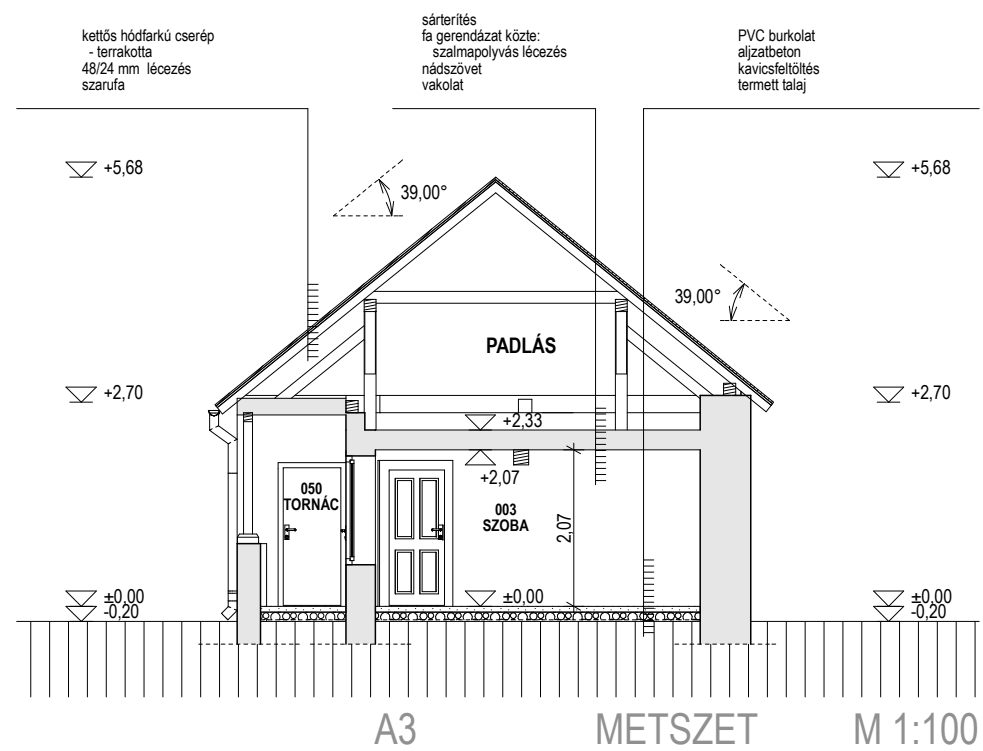 kettős hódfarkú cserép
- terrakotta
48/24 mm lécezés
szarufa
sárterítés
fa gerendázat közte:
szalmapolyvás lécezés
nádszövet
vakolat
PVC burkolat
aljzatbeton
kavicsfeltöltés
termett talaj
+5,68
+5,68
39,00°
39,00°
PADLÁS
+2,70
+2,70
+2,33
+2,07
050
TORNÁC
003
SZOBA
2,07
±0,00
-0,20
±0,00
±0,00
-0,20
A3 METSZET M 1:100